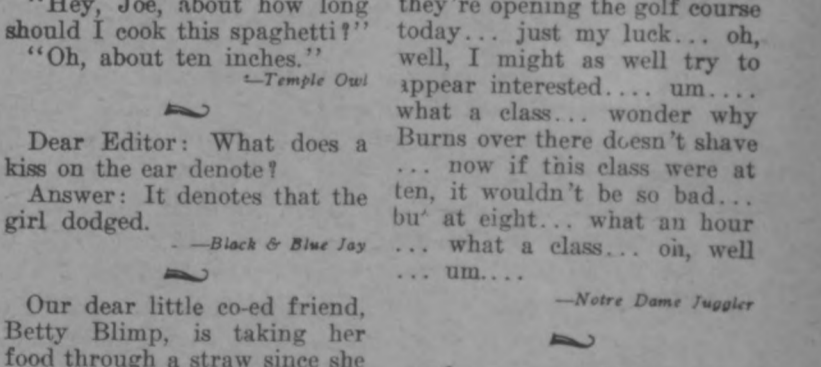 "Hey, Joe, about how long
should I cook this spaghetti?"
"Oh, about ten inches."
—Temple Owl
Dear Editor: What does a
kiss on the ear denote?
Answer: It denotes that the
girl dodged.
—Black & Blue Jay
Our dear little co-ed friend,
Betty Blimp, is taking her
food through a straw since she
they're opening the golf course
today... just my luck... oh,
well, I might as well try to
appear interested.... um....
what a class... wonder why
Burns over there doesn't shave
... now if this class were at
ten, it wouldn't be so bad...
but at eight... what an hour
... what a class... oh, well
... um....
—Notre Dame Juggler